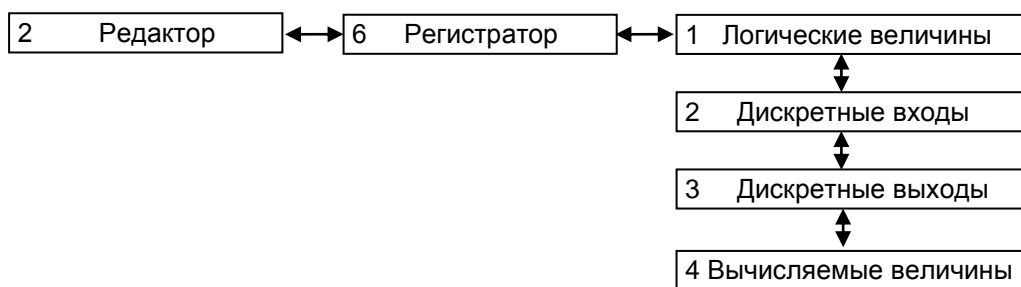 2 Редактор
6 Регистратор
1 Логические величины
2 Дискретные входы
3 Дискретные выходы
4 Вычисляемые величины